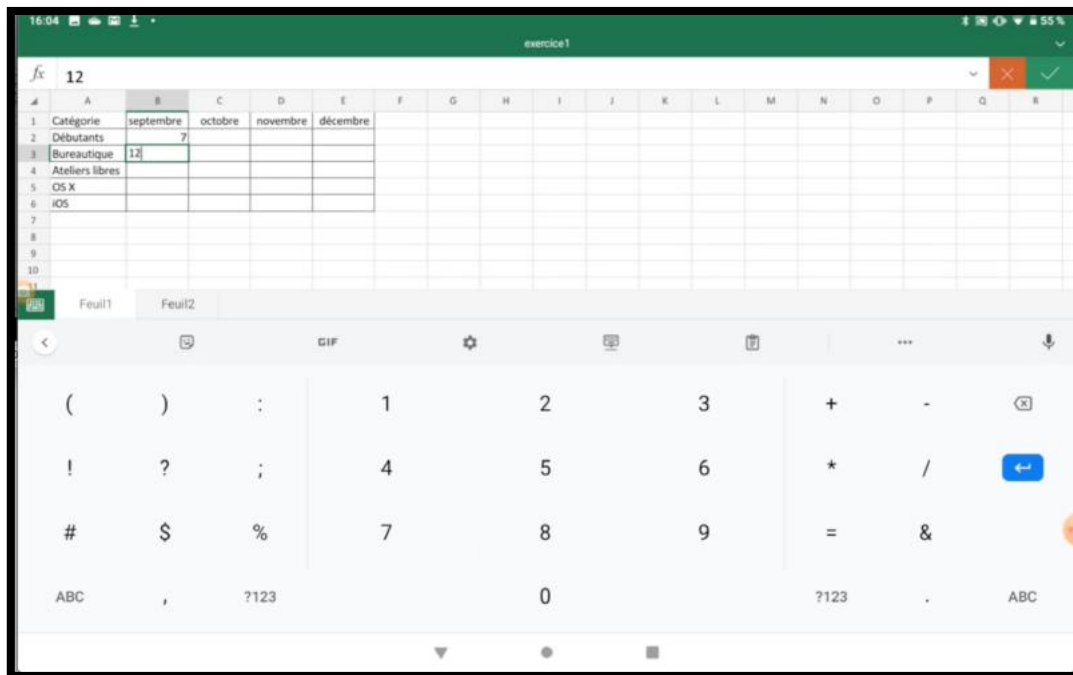 16:04 55 %
exercice1
fx 12
A B C D E F G H I J K L M N O P Q R
1 Catégorie septembre octobre novembre décembre
2 Débutants 7
3 Bureautique 12
4 Ateliers libres
5 OS X
6 iOS
7
8
9
10
11
Feuil1 Feuil2
GIF
( ) : 1 2 3 + -
! ? ; 4 5 6 * /
# $ % 7 8 9 = &
ABC , ?123 0 ?123 . ABC